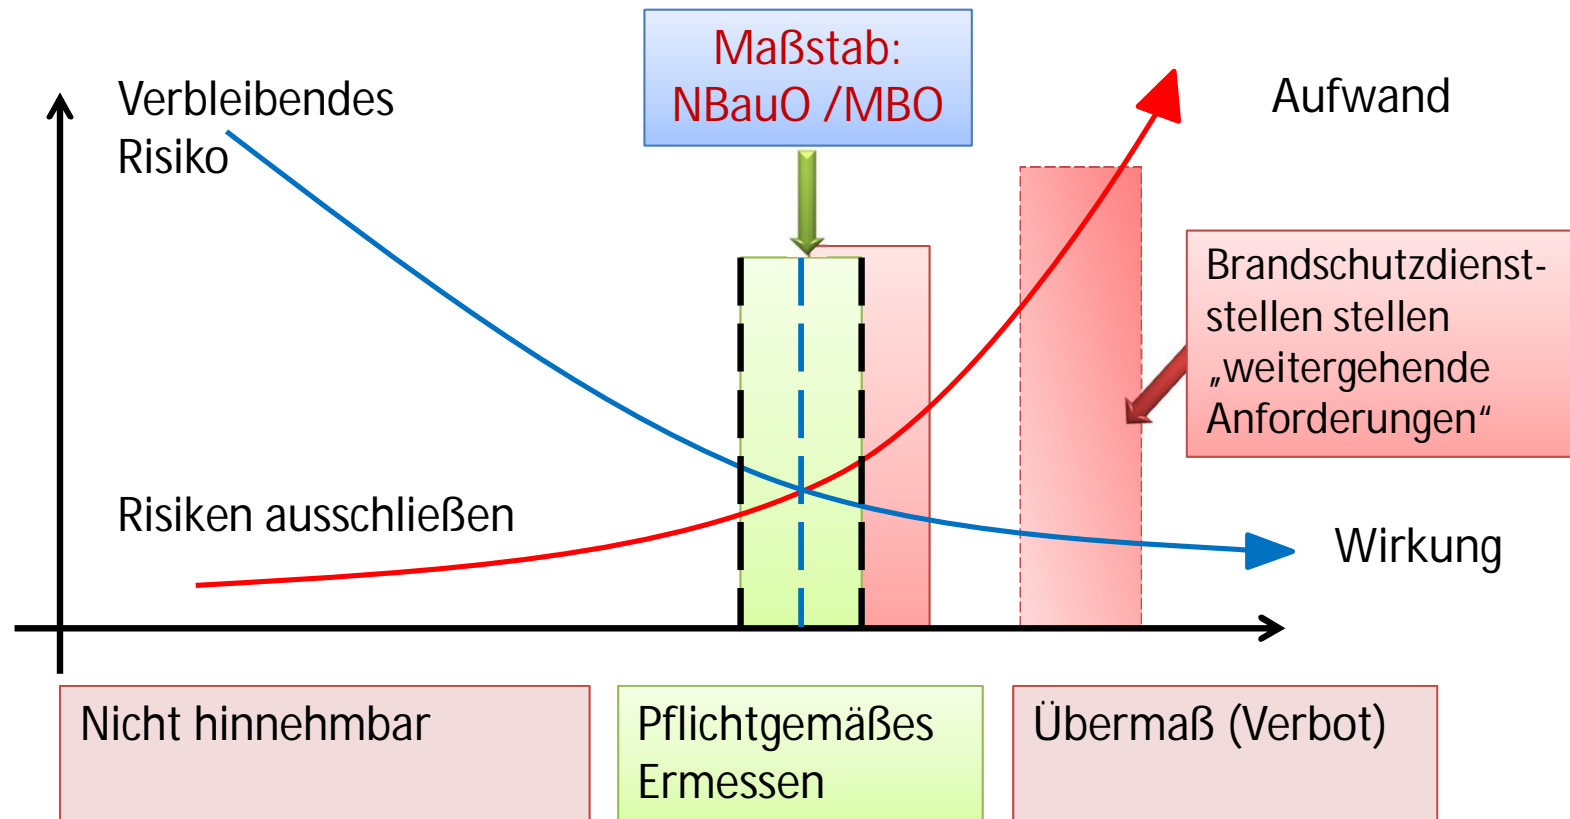 Maßstab:
NBauO /MBO
Verbleibendes
Risiko
Aufwand
Brandschutzdienst-
stellen stellen
„weitergehende
Anforderungen“
Risiken ausschließen
Wirkung
Nicht hinnehmbar
Pflichtgemäßes
Ermessen
Übermaß (Verbot)